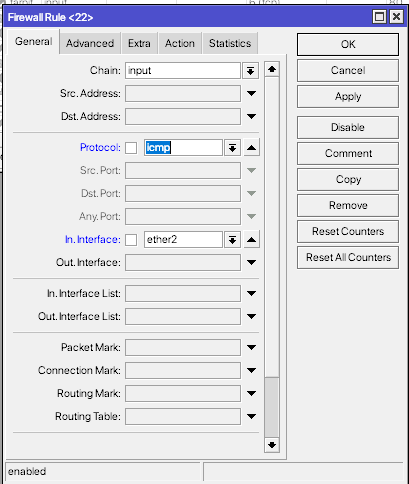 Firewall Rule <22>
General Advanced Extra Action Statistics
Chain: input
Src. Address:
Dst. Address:
Protocol: icmp
Src. Port:
Dst. Port:
Any. Port:
In. Interface: ether2
Out. Interface:
In. Interface List:
Out. Interface List:
Packet Mark:
Connection Mark:
Routing Mark:
Routing Table:
OK
Cancel
Apply
Disable
Comment
Copy
Remove
Reset Counters
Reset All Counters
enabled